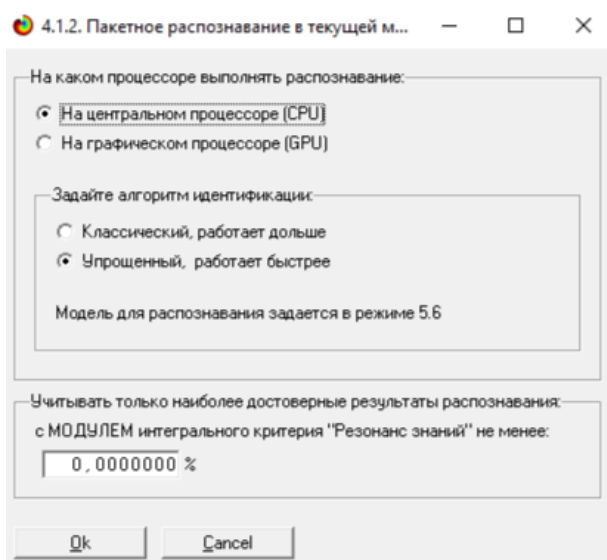 4.1.2. Пакетное распознавание в текущей м...
На каком процессоре выполнять распознавание:
На центральном процессоре (CPU)
На графическом процессоре (GPU)
Задайте алгоритм идентификации:
Классический, работает дольше
Упрощенный,  работает быстрее
Модель для распознавания задается в режиме 5.6
Учитывать только наиболее достоверные результаты распознавания:
с МОДУЛЕМ интегрального критерия "Резонанс знаний" не менее:
0,0000000 %
Ok
Cancel